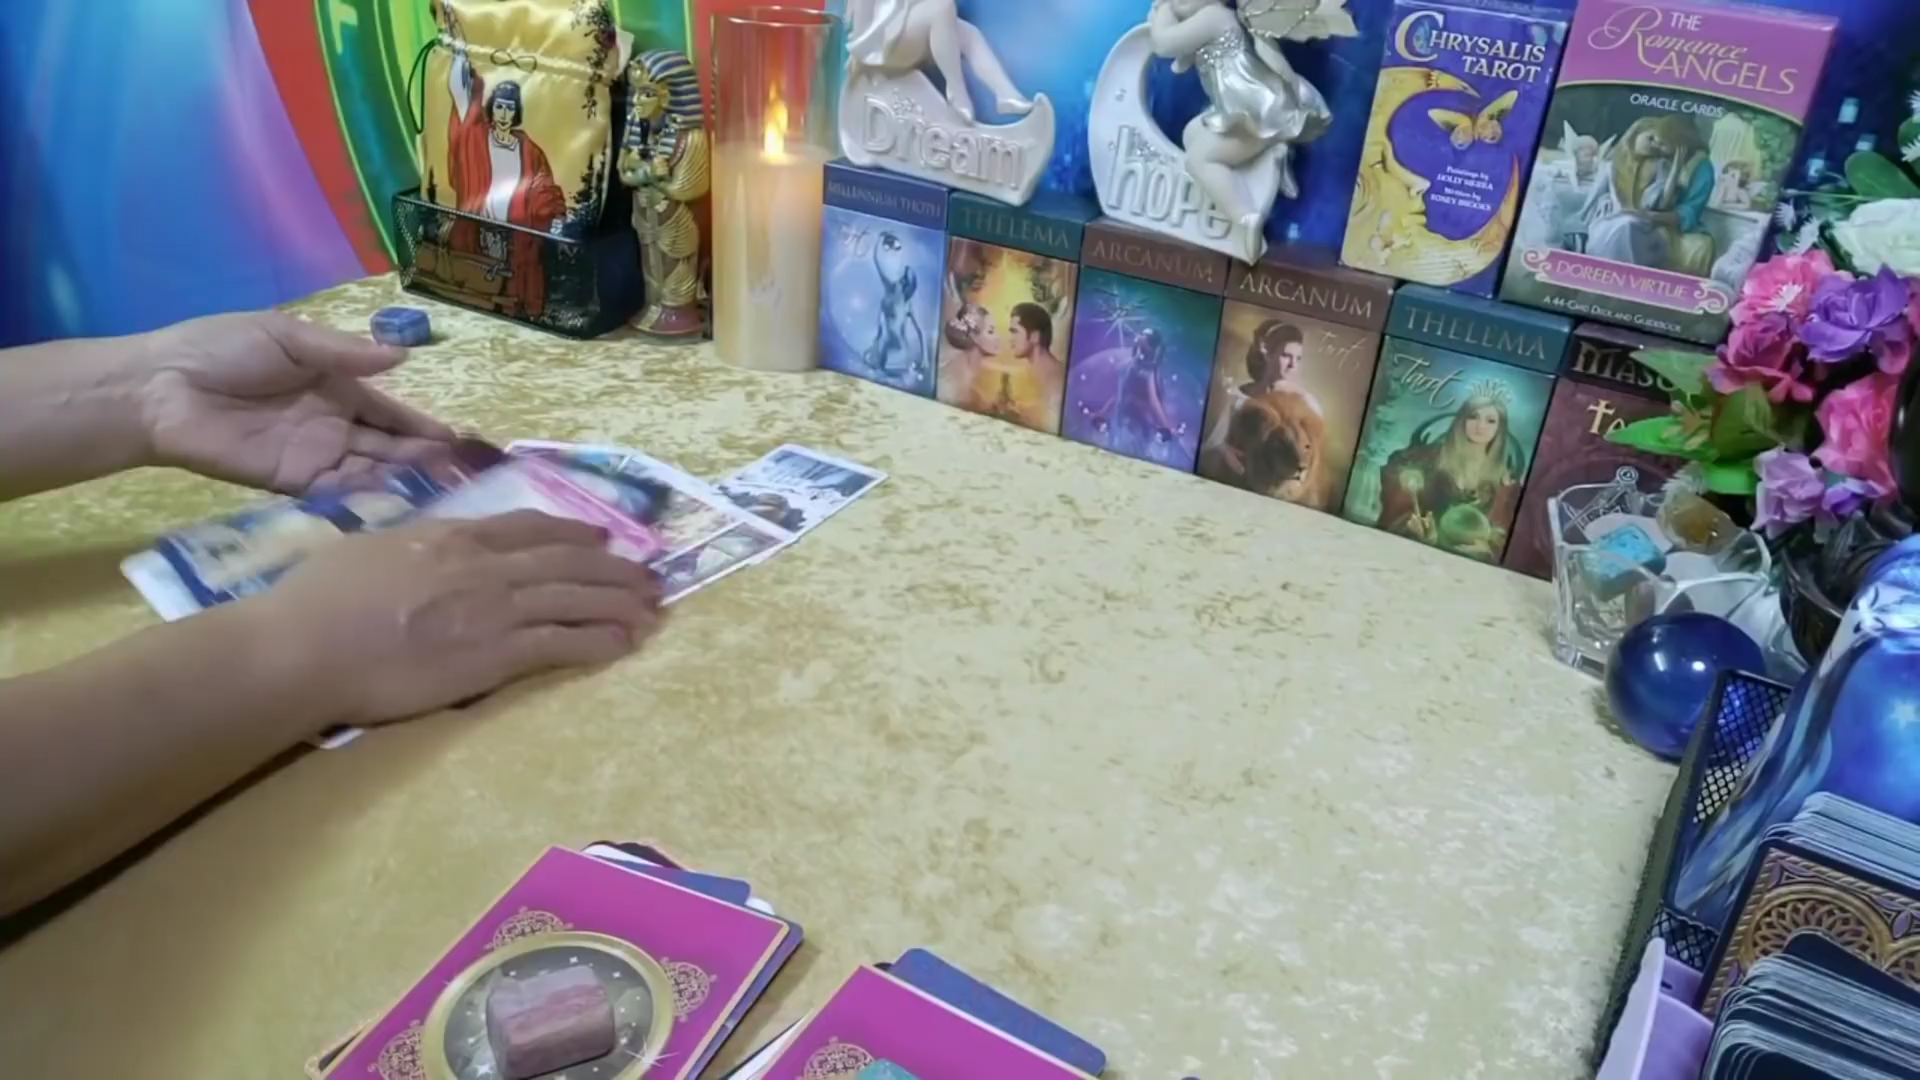 Dream
hope
CHRYSALIS
TAROT
Paintings by
HOLLY SIERRA
Written by
TONEY BROOKS
THE
Romance
ANGELS
ORACLE CARDS
DOREEN VIRTUE
A 44-CARD DECK AND GUIDEBOOK
MILLENNIUM THOTH
THELEMA
ARCANUM
ARCANUM
Tarot
THELEMA
Tarot